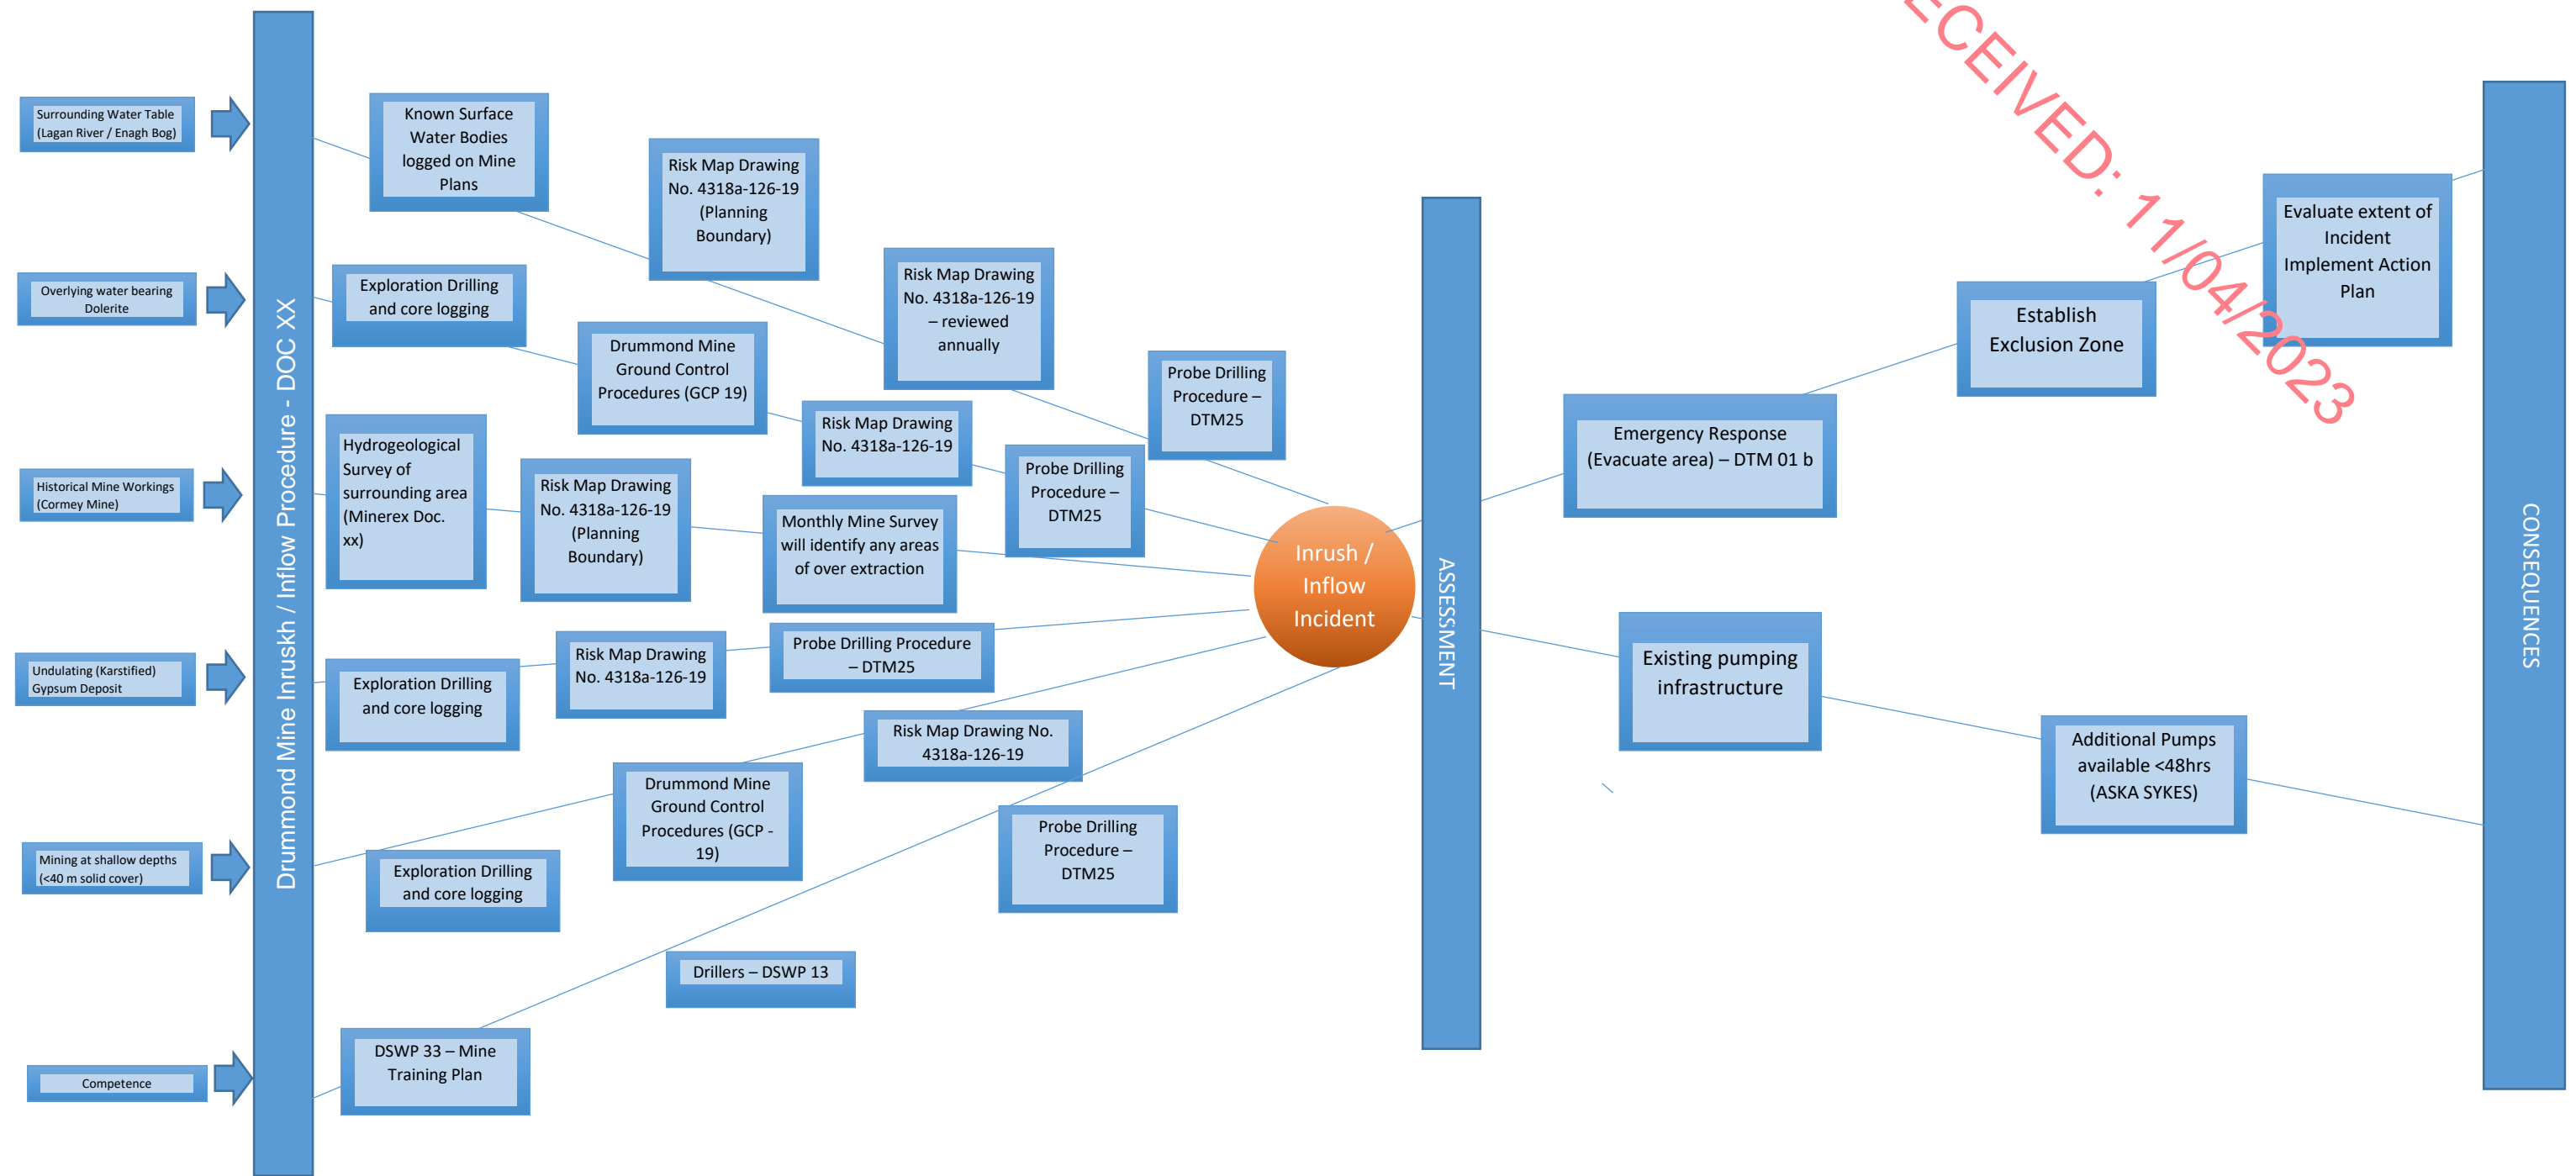 Surrounding Water Table
(Lagan River / Enagh Bog)
Overlying water bearing
Dolerite
Historical Mine Workings
(Cormey Mine)
Undulating (Karstified)
Gypsum Deposit
Mining at shallow depths
(<40 m solid cover)
Competence
Drummond Mine Inruskh / Inflow Procedure - DOC XX
Known Surface
Water Bodies
logged on Mine
Plans
Risk Map Drawing
No. 4318a-126-19
(Planning
Boundary)
Risk Map Drawing
No. 4318a-126-19
– reviewed
annually
Probe Drilling
Procedure –
DTM25
Exploration Drilling
and core logging
Drummond Mine
Ground Control
Procedures (GCP 19)
Risk Map Drawing
No. 4318a-126-19
Probe Drilling
Procedure –
DTM25
Hydrogeological
Survey of
surrounding area
(Minerex Doc.
xx)
Risk Map Drawing
No. 4318a-126-19
(Planning
Boundary)
Monthly Mine Survey
will identify any areas
of over extraction
Exploration Drilling
and core logging
Risk Map Drawing
No. 4318a-126-19
Probe Drilling Procedure
– DTM25
Exploration Drilling
and core logging
Drummond Mine
Ground Control
Procedures (GCP -
19)
Risk Map Drawing No.
4318a-126-19
Probe Drilling
Procedure –
DTM25
DSWP 33 – Mine
Training Plan
Drillers – DSWP 13
Inrush /
Inflow
Incident
ASSESSMENT
Emergency Response
(Evacuate area) – DTM 01 b
Establish
Exclusion Zone
Evaluate extent of
Incident
Implement Action
Plan
Existing pumping
infrastructure
Additional Pumps
available <48hrs
(ASKA SYKES)
CONSEQUENCES
ECEIVED: 11/04/2023